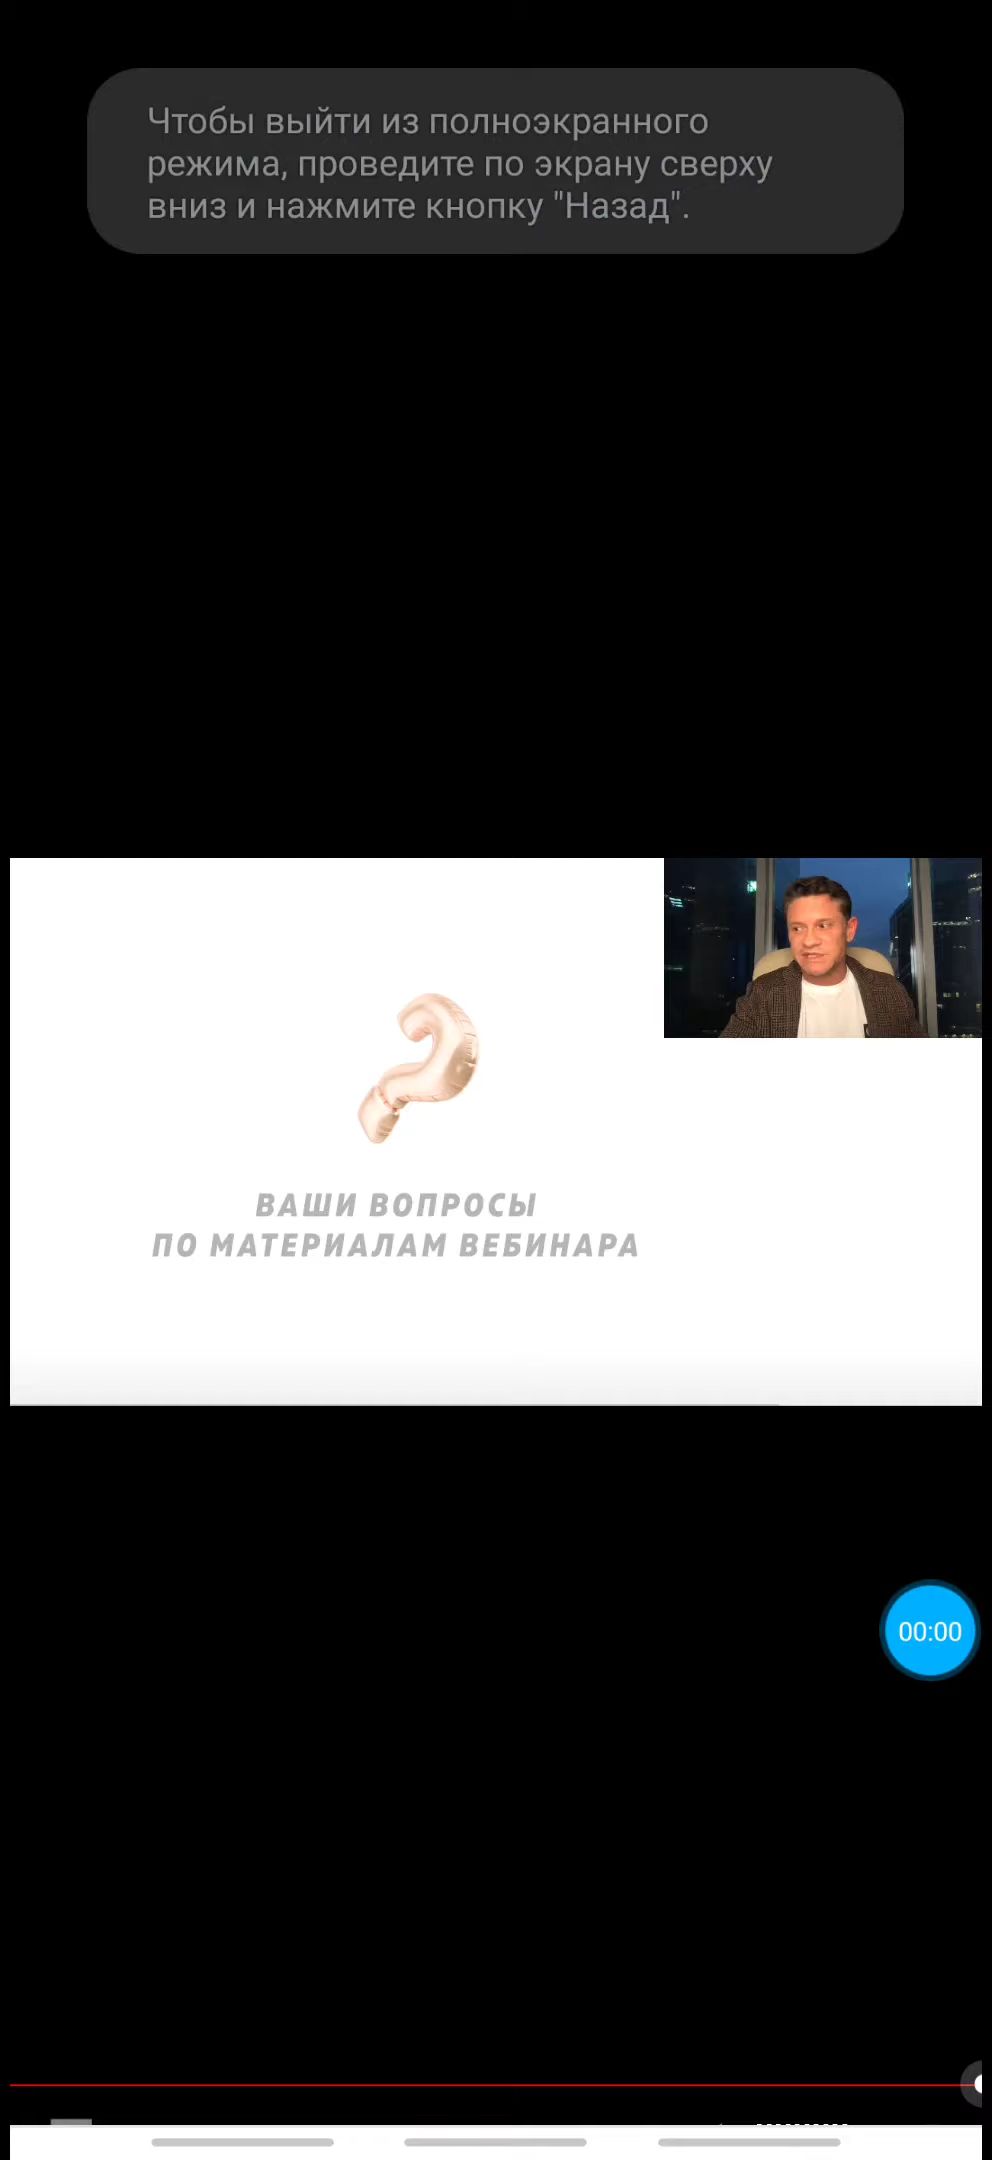 Чтобы выйти из полноэкранного
режима, проведите по экрану сверху
вниз и нажмите кнопку "Назад".
ВАШИ ВОПРОСЫ
ПО МАТЕРИАЛАМ ВЕБИНАРА
00:00